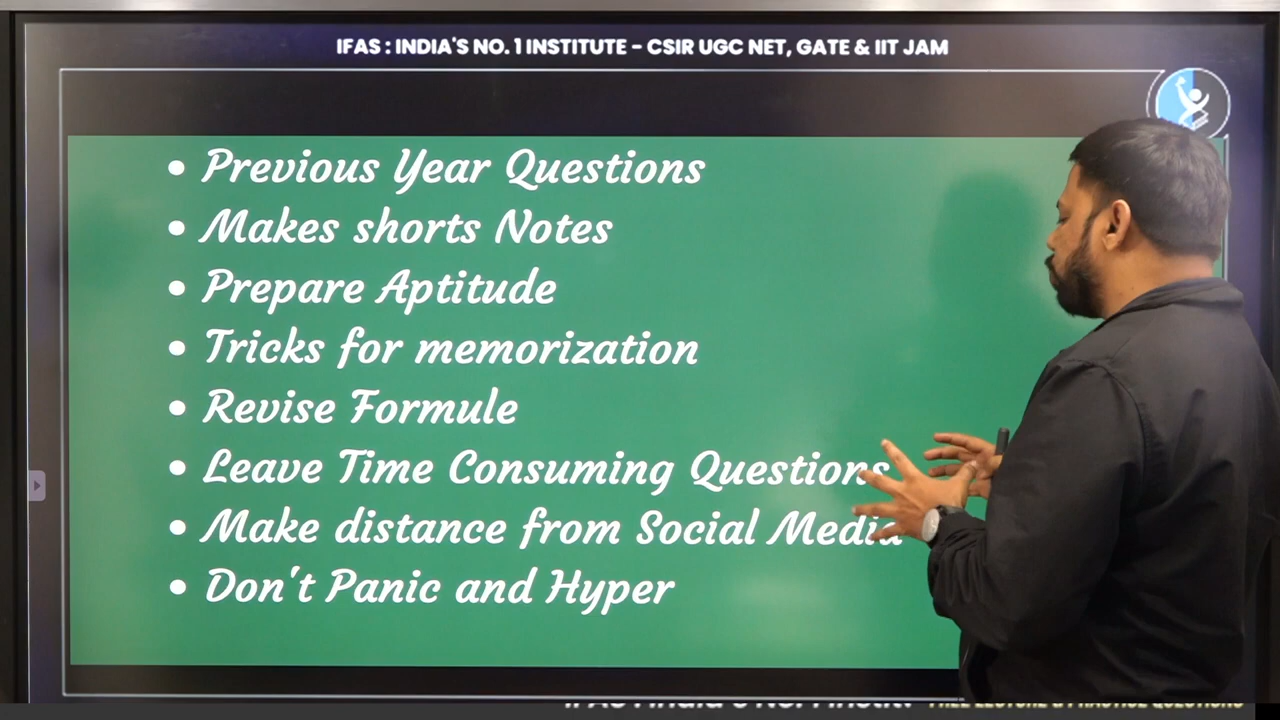 IFAS : INDIA'S NO. 1 INSTITUTE - CSIR UGC NET, GATE & IIT JAM
• Previous Year Questions
• Makes shorts Notes
• Prepare Aptitude
• Tricks for memorization
• Revise Formule
• Leave Time Consuming Questions
• Make distance from Social Media
• Don't Panic and Hyper